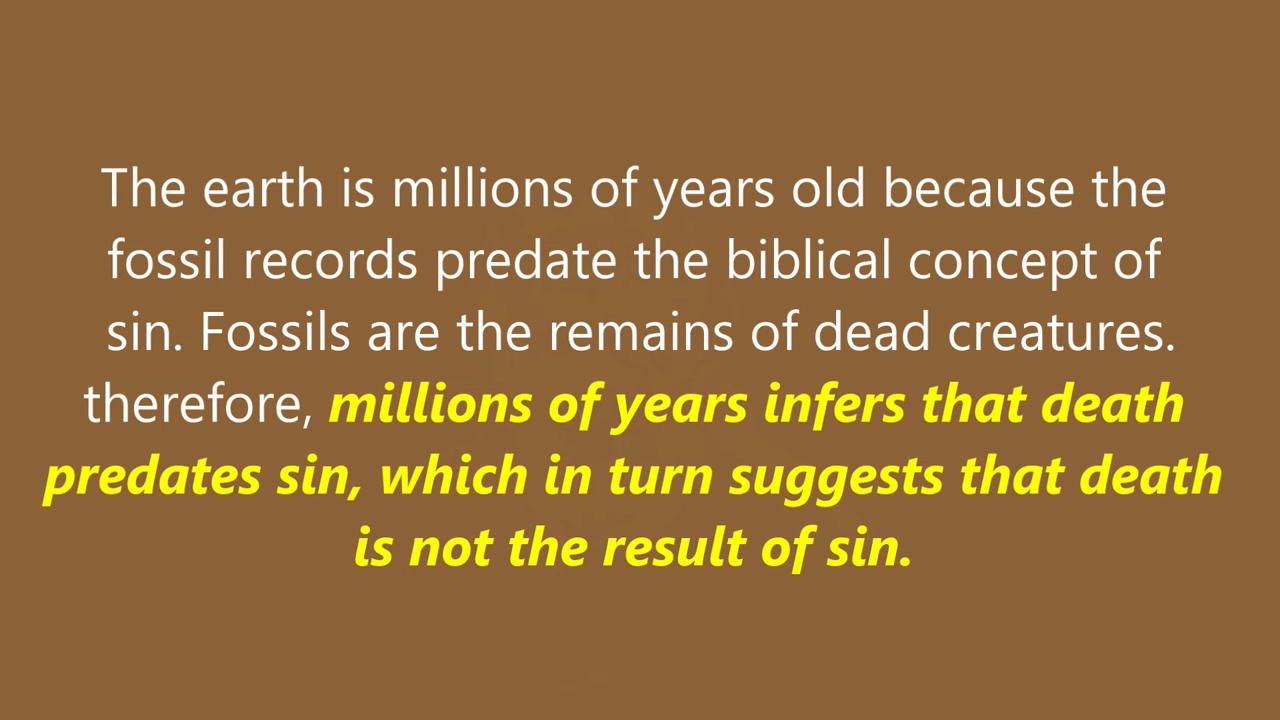 The earth is millions of years old because the
fossil records predate the biblical concept of
sin. Fossils are the remains of dead creatures.
therefore, millions of years infers that death
predates sin, which in turn suggests that death
is not the result of sin.